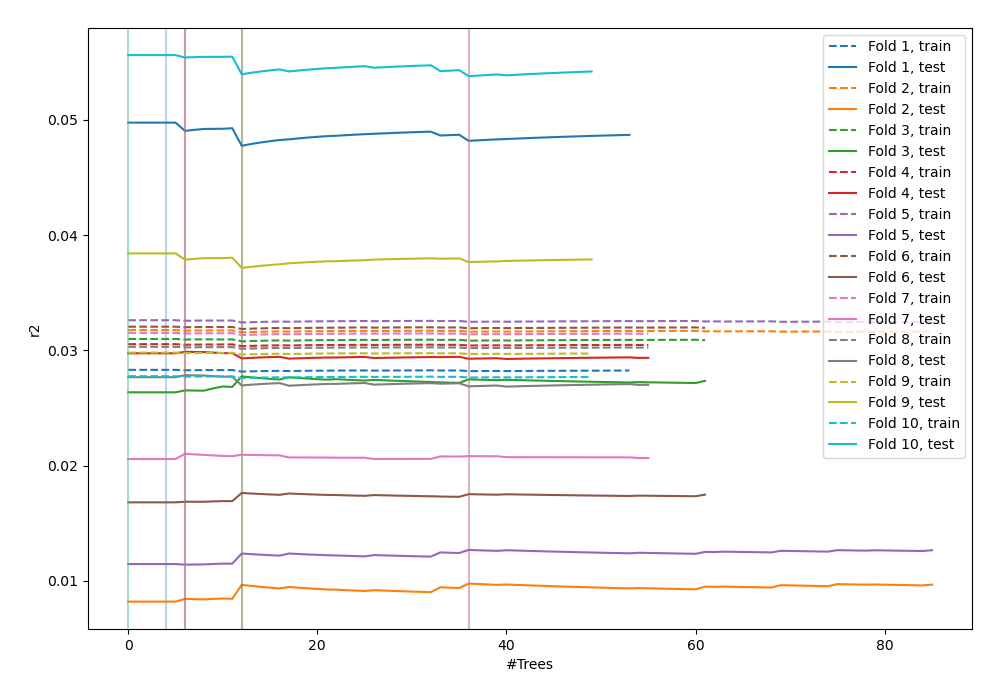 0.05
0.04
0.03
0.02
0.01
r2
0
20
40
60
80
#Trees
Fold 1, train
Fold 1, test
Fold 2, train
Fold 2, test
Fold 3, train
Fold 3, test
Fold 4, train
Fold 4, test
Fold 5, train
Fold 5, test
Fold 6, train
Fold 6, test
Fold 7, train
Fold 7, test
Fold 8, train
Fold 8, test
Fold 9, train
Fold 9, test
Fold 10, train
Fold 10, test